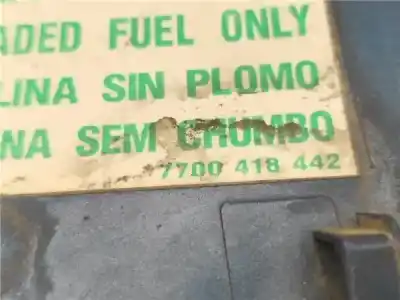 ADED FUEL ONLY
LINA SIN PLOMO
NA SEM CHUMBO
7700 418 442